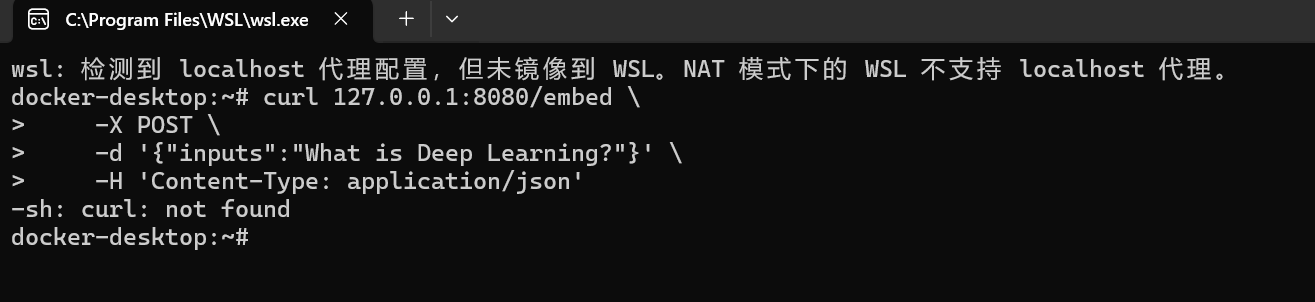 C:\Program Files\WSL\wsl.exe
wsl: 检测到 localhost 代理配置，但未镜像到 WSL。NAT 模式下的 WSL 不支持 localhost 代理。
docker-desktop:~# curl 127.0.0.1:8080/embed \
>     -X POST \
>     -d '{"inputs":"What is Deep Learning?"}' \
>     -H 'Content-Type: application/json'
-sh: curl: not found
docker-desktop:~#